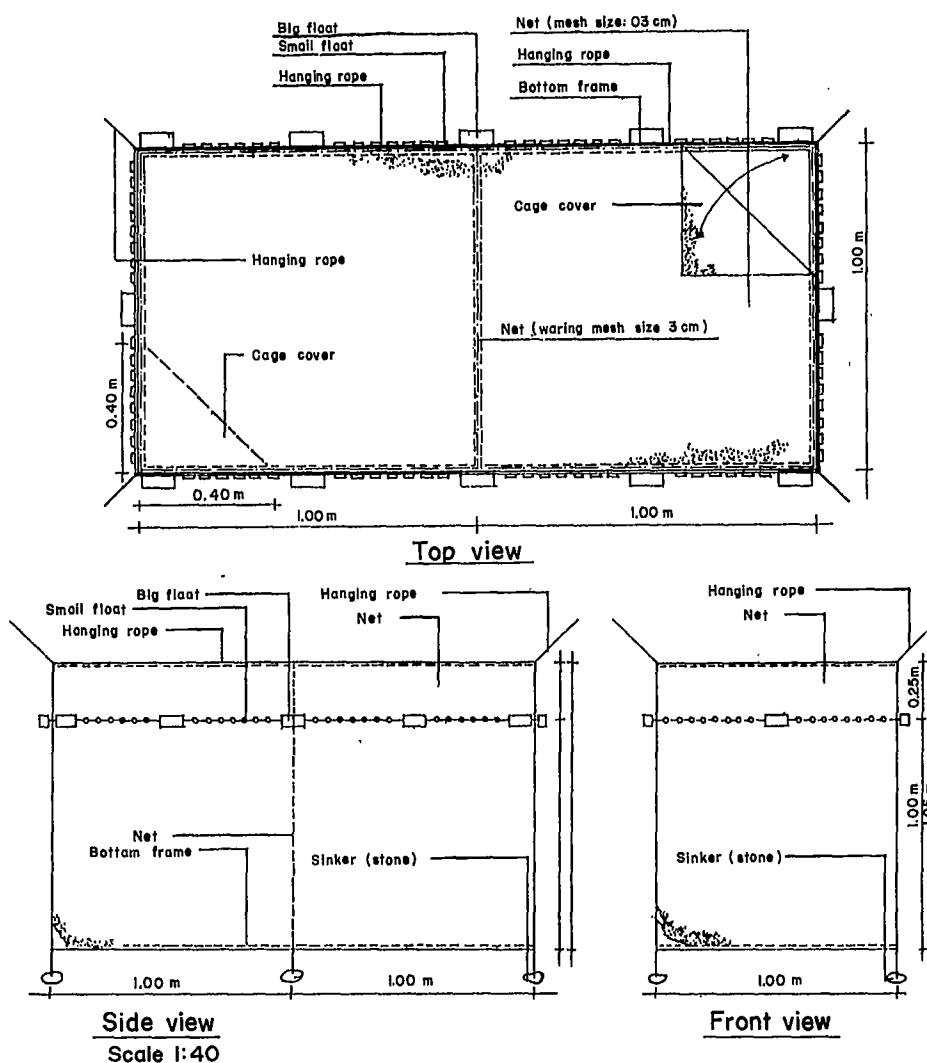 Big float
Small float
Hanging rope
Net (mesh size: 03 cm)
Hanging rope
Bottom frame
Cage cover
Hanging rope
Net (waring mesh size 3 cm)
Cage cover
1.00 m
0.40 m
0.40 m
1.00 m
1.00 m
Top view
Big float
Small float
Hanging rope
Hanging rope
Net
Net
Bottam frame
Sinker (stone)
1.00 m
1.00 m
Side view
Scale 1:40
Hanging rope
Net
0.25m
1.00 m
Sinker (stone)
1.00 m
Front view